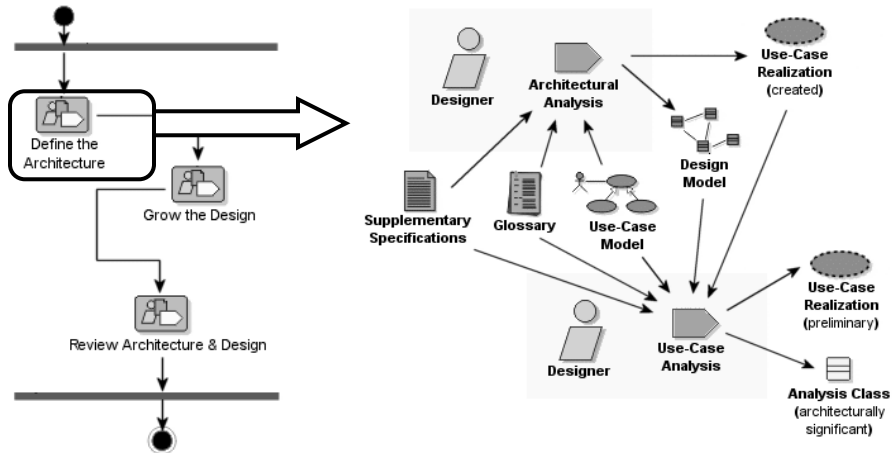 Define the
Architecture
Grow the Design
Review Architecture & Design
Designer
Architectural
Analysis
Use-Case
Realization
(created)
Supplementary
Specifications
Glossary
Use-Case
Model
Design
Model
Designer
Use-Case
Analysis
Use-Case
Realization
(preliminary)
Analysis Class
(architecturally
significant)